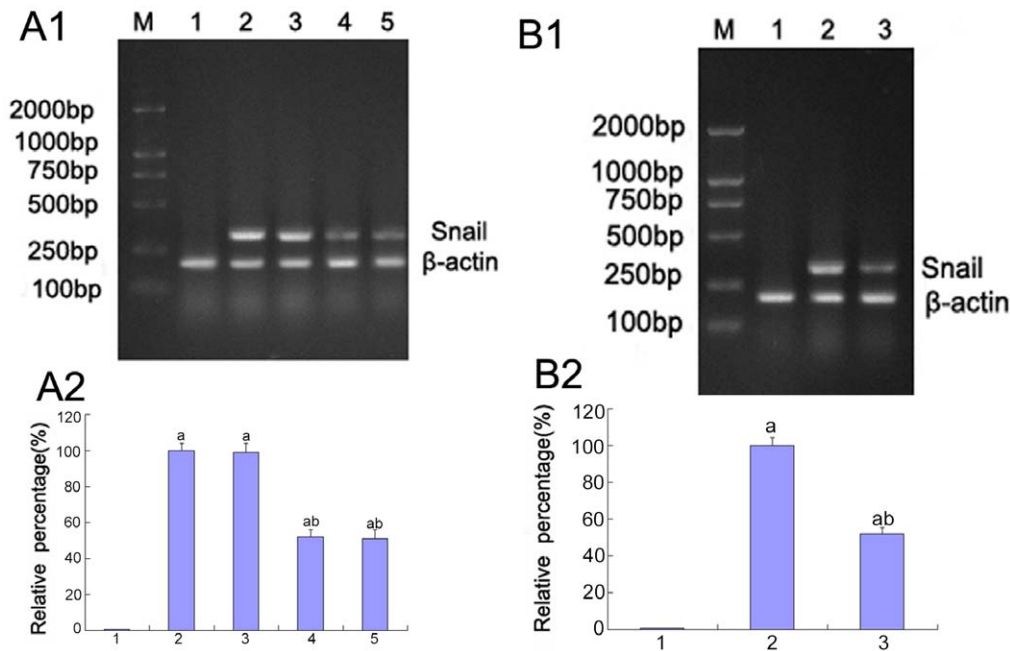 A1
M 1 2 3 4 5
2000bp
1000bp
750bp
500bp
250bp
100bp
Snail
β-actin
B1
M 1 2 3
2000bp
1000bp
750bp
500bp
250bp
100bp
Snail
β-actin
A2
Relative percentage(%)
120
100
80
60
40
20
0
a a ab ab
1 2 3 4 5
B2
Relative percentage(%)
120
100
80
60
40
20
0
a ab
1 2 3